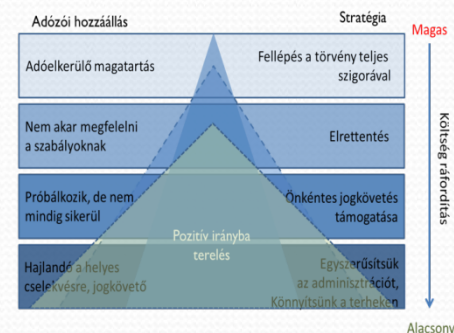 Adózói hozzáállás
Stratégia
Magas
Adóelkerülő magatartás
Fellépés a törvény teljes
szigorával
Nem akar megfelelni
a szabályoknak
Elrettentés
Próbálkozik, de nem
mindig sikerül
Önkéntes jogkövetés
támogatása
Pozitív irányba
terelés
Hajlandó a helyes
cselekvésre, jogkövető
Egyszerűsítsük
az adminisztrációt,
Könnyítsünk a terheken
Költség ráfordítás
Alacsony